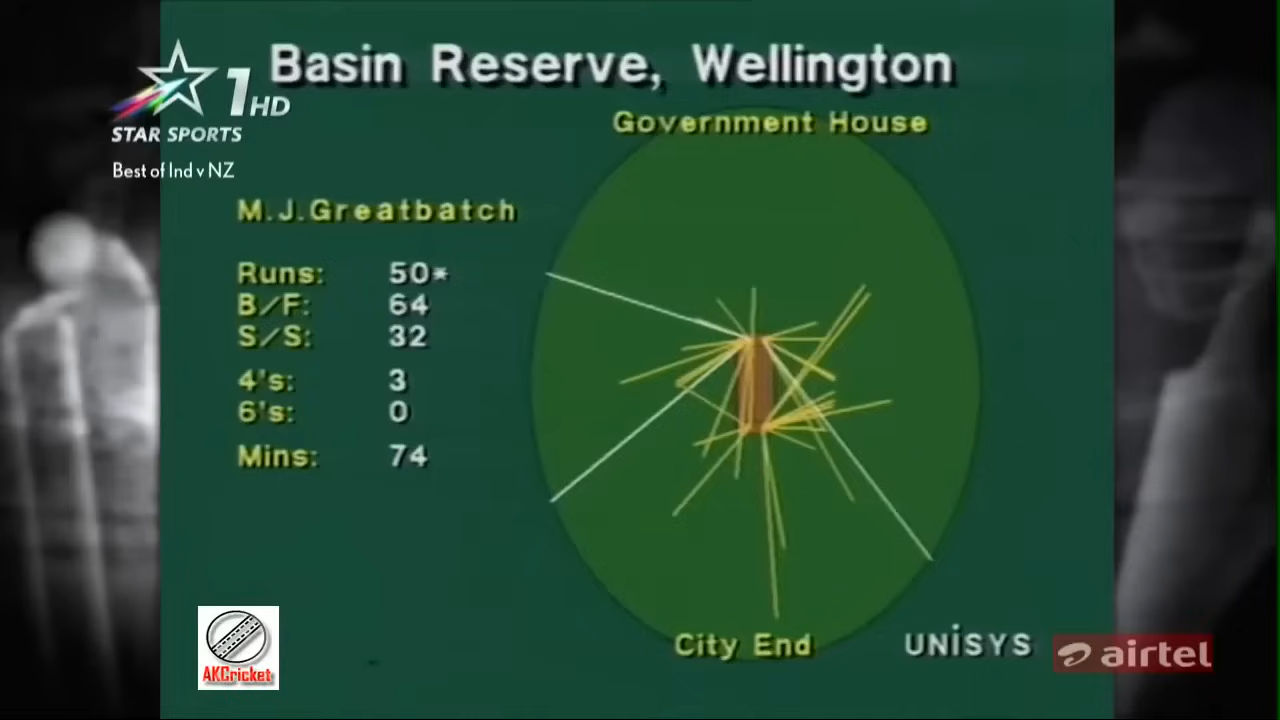 Basin Reserve, Wellington
1HD
STAR SPORTS
Best of Ind v NZ
Government House
M.J.Greatbatch
Runs: 50*
B/F: 64
S/S: 32
4's: 3
6's: 0
Mins: 74
City End
UNiSYS
airtel
AKCricket